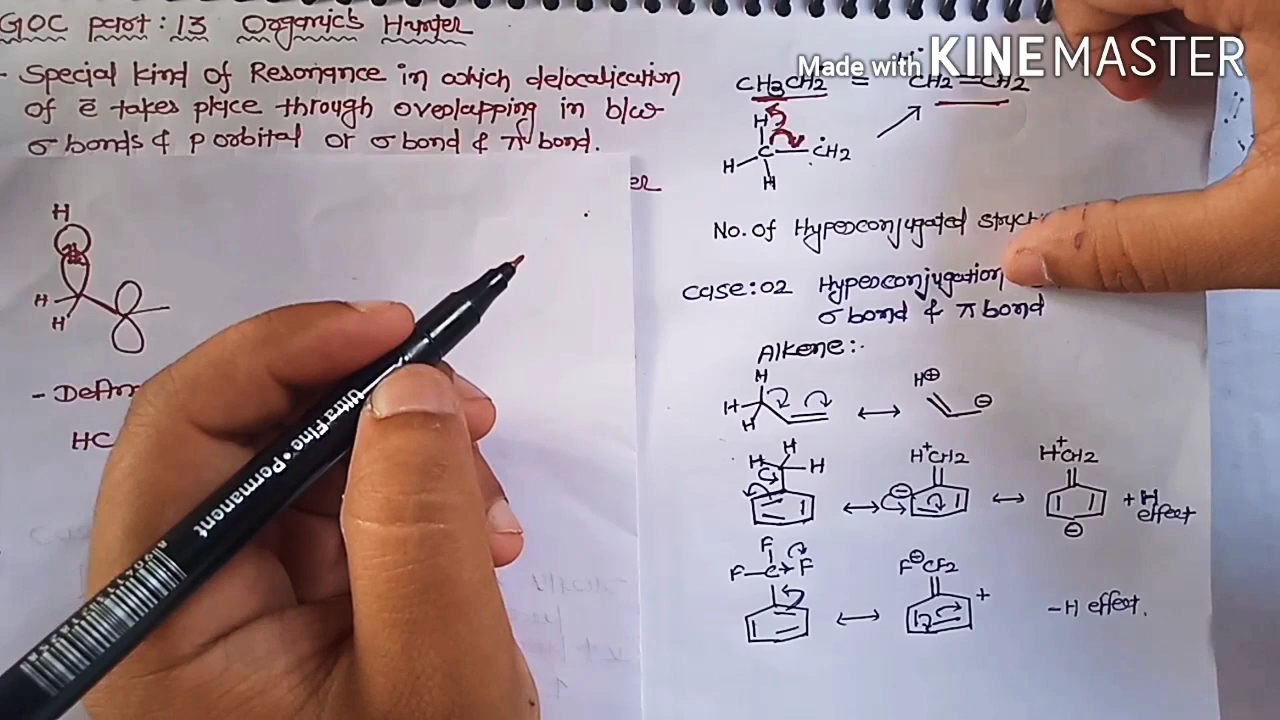 GOC part : 13 Organic's Hunter
- Special kind of Resonance in which delocalication
of ē takes place through overlapping in b/w
σ bonds & p orbital or σ bond & π bond.
H
H
H
- Defin
HC
Made with KINEMASTER
CH3CH2 = CH2=CH2
H
H C CH2
H
No. of Hyperconjugated struct
Case:02 Hyperconjugation
σ bond & π bond
Alkene:-
H H⊕
H ⊖
H
H H+CH2 H+CH2
H H ⊖ +H
⊖ effect
F F⊖CF2
F C F + -H effect.
Ultra Fine • Permanent